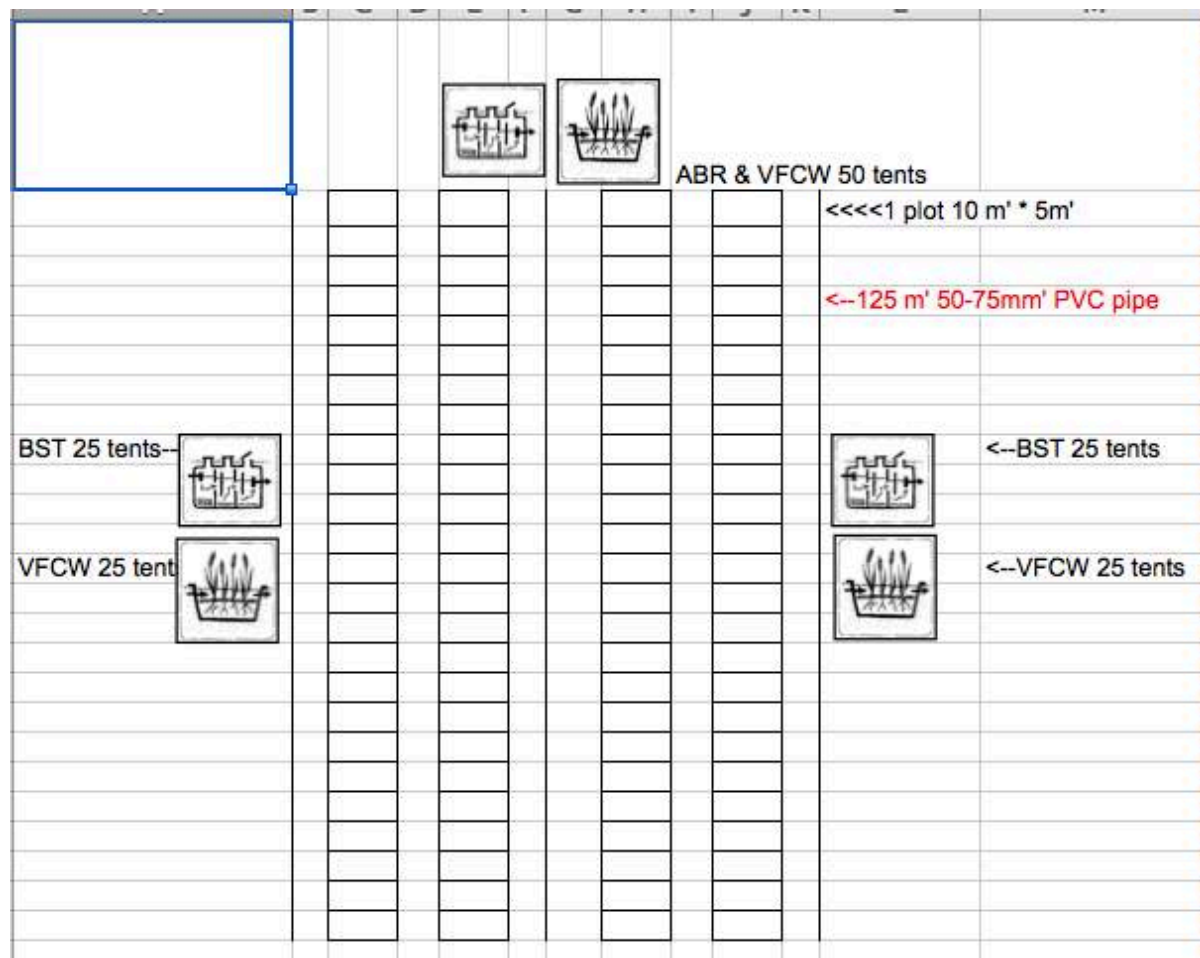 ABR & VFCW 50 tents
<<<<1 plot 10 m' * 5m'
<--125 m' 50-75mm' PVC pipe
BST 25 tents--
<--BST 25 tents
VFCW 25 tent
<--VFCW 25 tents